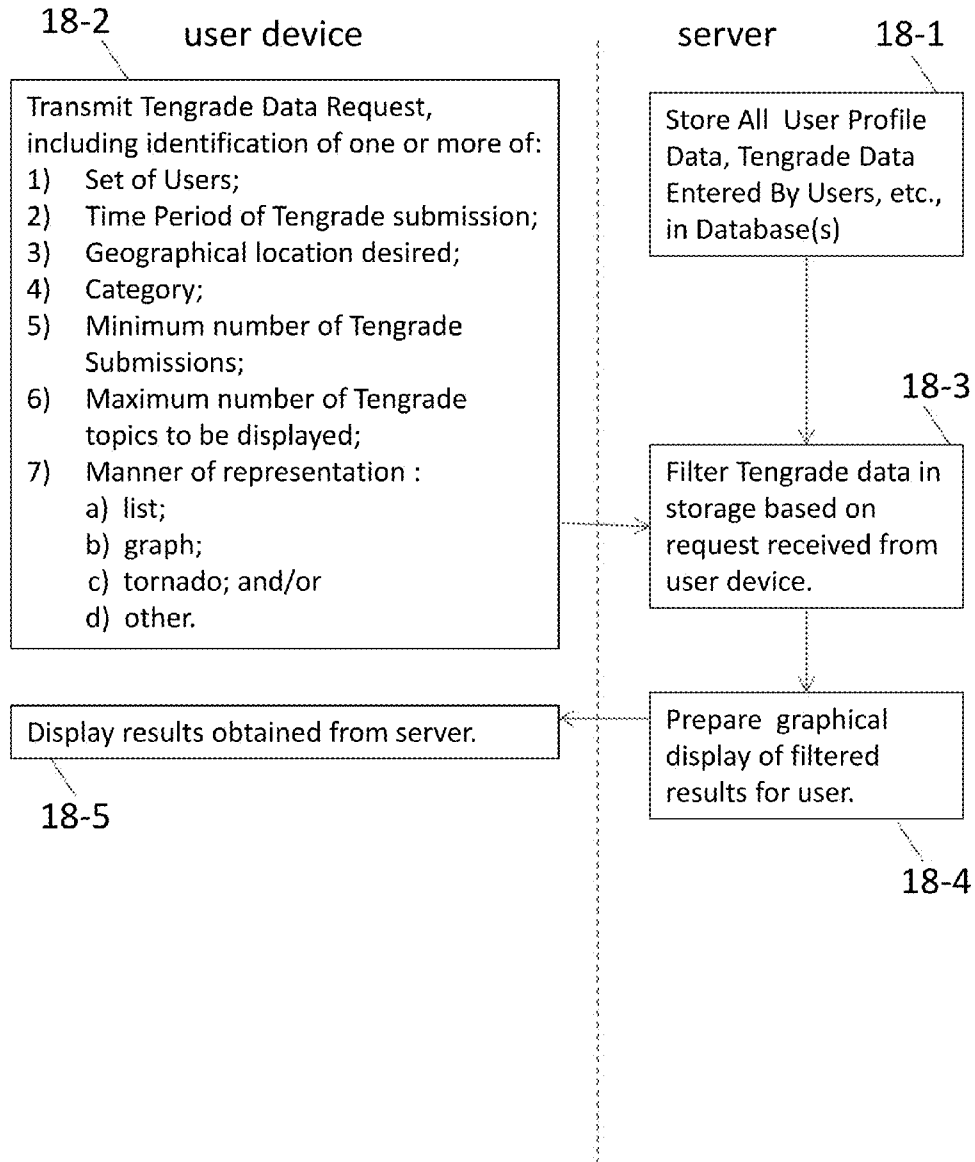 18-2
user device
Transmit Tengrade Data Request,
including identification of one or more of:
1) Set of Users;
2) Time Period of Tengrade submission;
3) Geographical location desired;
4) Category;
5) Minimum number of Tengrade
Submissions;
6) Maximum number of Tengrade
topics to be displayed;
7) Manner of representation :
a) list;
b) graph;
c) tornado; and/or
d) other.
Display results obtained from server.
18-5
server
18-1
Store All User Profile
Data, Tengrade Data
Entered By Users, etc.,
in Database(s)
18-3
Filter Tengrade data in
storage based on
request received from
user device.
Prepare graphical
display of filtered
results for user.
18-4